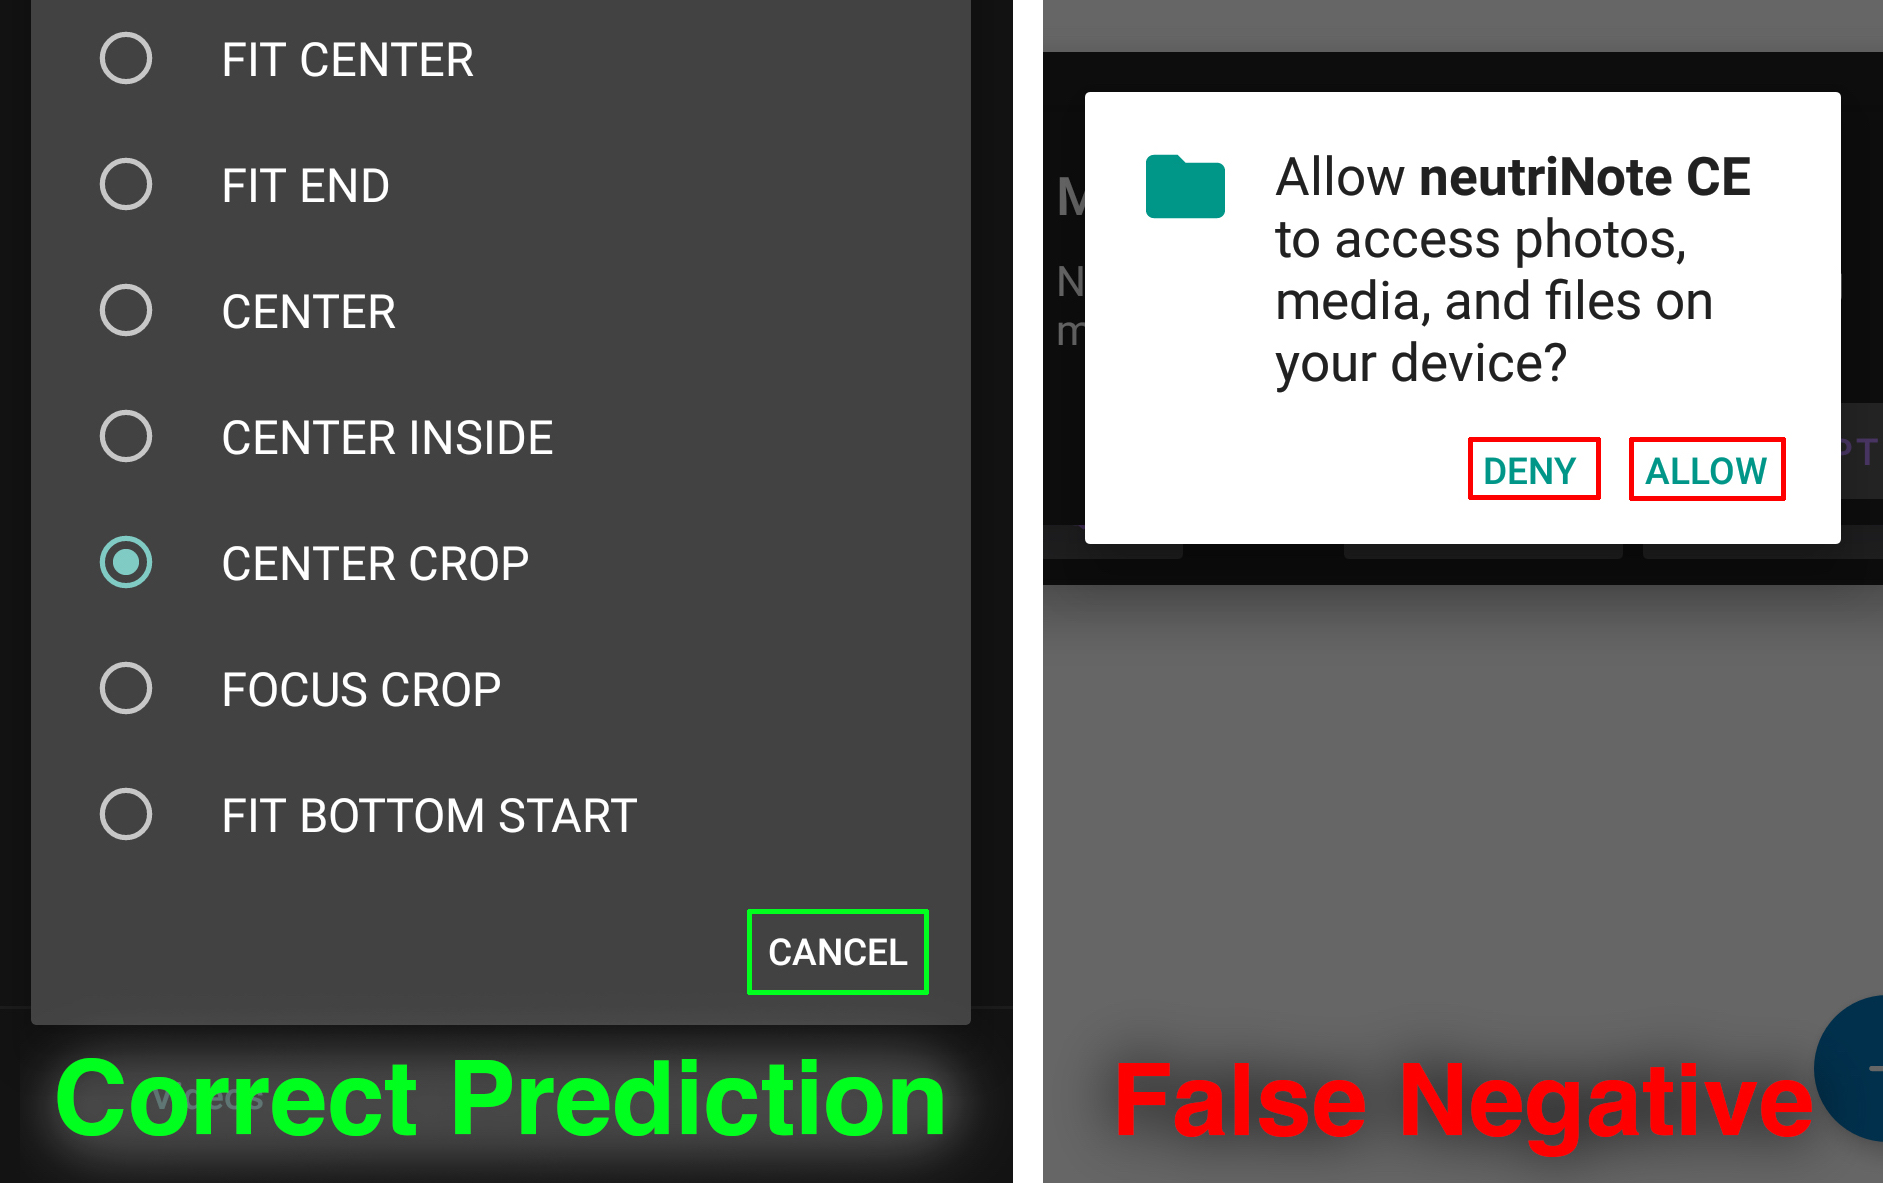 FIT CENTER
FIT END
CENTER
CENTER INSIDE
CENTER CROP
FOCUS CROP
FIT BOTTOM START
CANCEL
Videos
Correct Prediction
Allow neutriNote CE
to access photos,
media, and files on
your device?
DENY ALLOW
False Negative